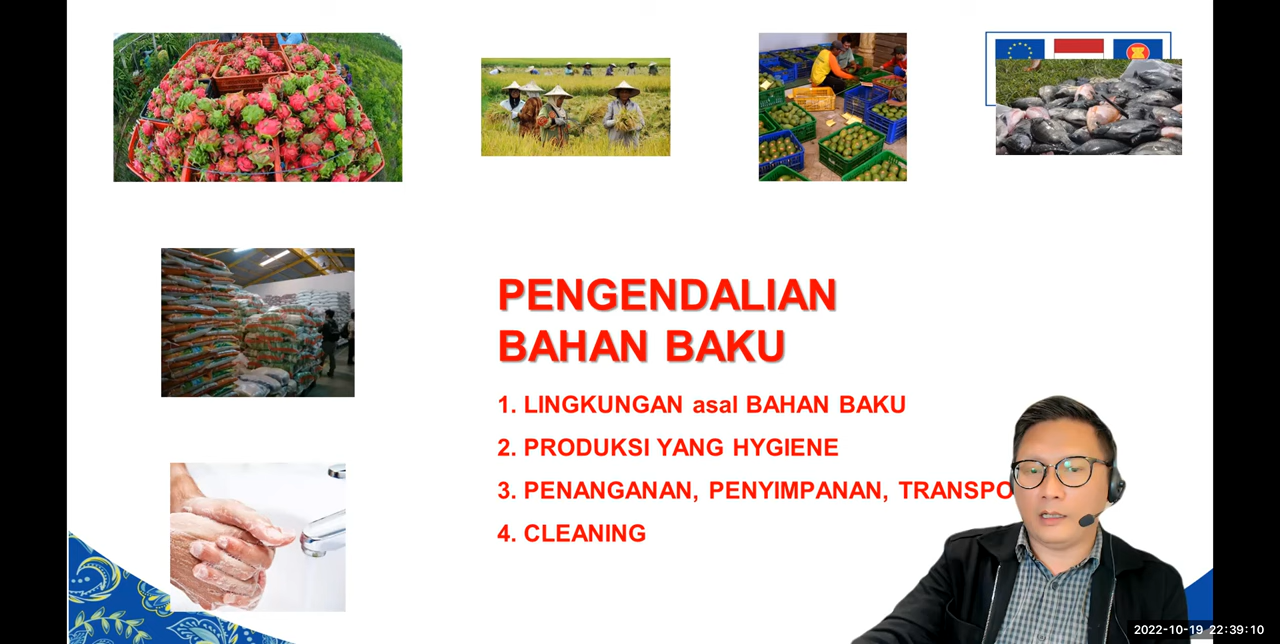 PENGENDALIAN
BAHAN BAKU
1. LINGKUNGAN asal BAHAN BAKU
2. PRODUKSI YANG HYGIENE
3. PENANGANAN, PENYIMPANAN,
4. CLEANING
2022-10-19 22:39:10